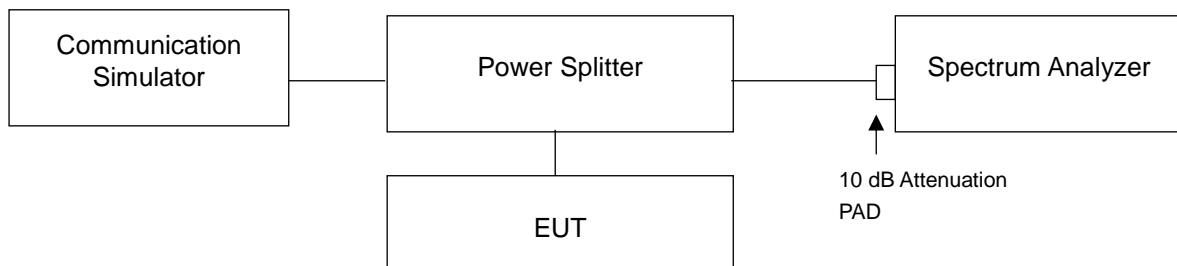 Communication
Simulator
Power Splitter
Spectrum Analyzer
10 dB Attenuation
PAD
EUT